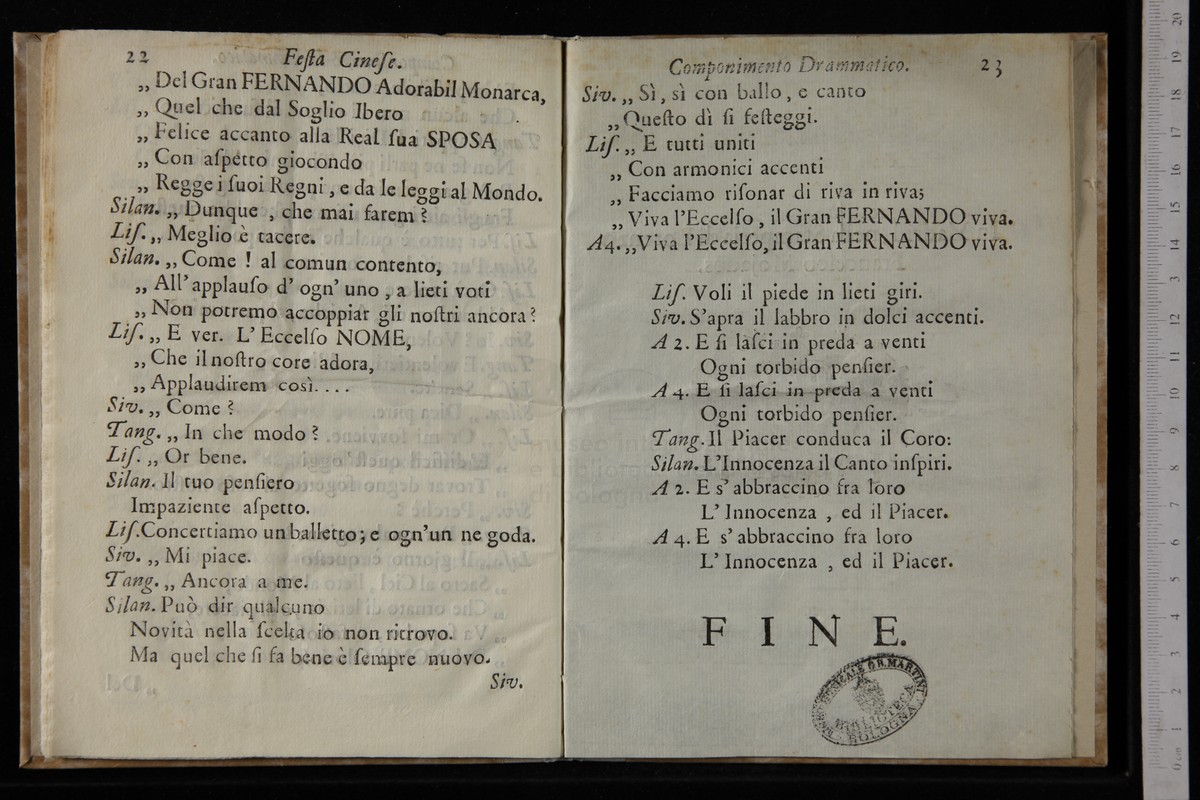 22 Feſta Cineſe.
„ Del Gran FERNANDO Adorabil Monarca,
„ Quel che dal Soglio Ibero
„ Felice accanto alla Real ſua SPOSA
„ Con aſpetto giocondo
„ Regge i ſuoi Regni, e da le leggi al Mondo.
Silan. „ Dunque, che mai farem?
Liſ. „ Meglio è tacere.
Silan. „ Come! al comun contento,
„ All' applauſo d' ogn' uno, a lieti voti
„ Non potremo accoppiar gli noſtri ancora?
Liſ. „ E ver. L' Eccelſo NOME,
„ Che il noſtro core adora,
„ Applaudirem così....
Siv. „ Come?
Tang. „ In che modo?
Liſ. „ Or bene.
Silan. Il tuo penſiero
Impaziente aſpetto.
Liſ. Concertiamo un balletto; e ogn'un ne goda.
Siv. „ Mi piace.
Tang. „ Ancora a me.
Silan. Può dir qualcuno
Novità nella ſcelta io non ritrovo.
Ma quel che ſi fa bene è ſempre nuovo.
Siv.
Componimento Drammatico. 23
Siv. „ Sì, sì con ballo, e canto
„ Queſto dì ſi feſteggi.
Liſ. „ E tutti uniti
„ Con armonici accenti
„ Facciamo riſonar di riva in riva;
„ Viva l'Eccelſo, il Gran FERNANDO viva.
A 4. „ Viva l'Eccelſo, il Gran FERNANDO viva.
Liſ. Voli il piede in lieti giri.
Siv. S'apra il labbro in dolci accenti.
A 2. E ſi laſci in preda a venti
Ogni torbido penſier.
A 4. E ſi laſci in preda a venti
Ogni torbido penſier.
Tang. Il Piacer conduca il Coro:
Silan. L'Innocenza il Canto inſpiri.
A 2. E s' abbraccino fra loro
L' Innocenza, ed il Piacer.
A 4. E s' abbraccino fra loro
L' Innocenza, ed il Piacer.
FINE.
MARTINI
BIBLIOTECA
BOLOGNA